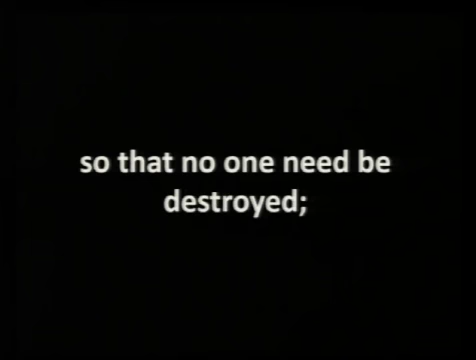 so that no one need be
destroyed;